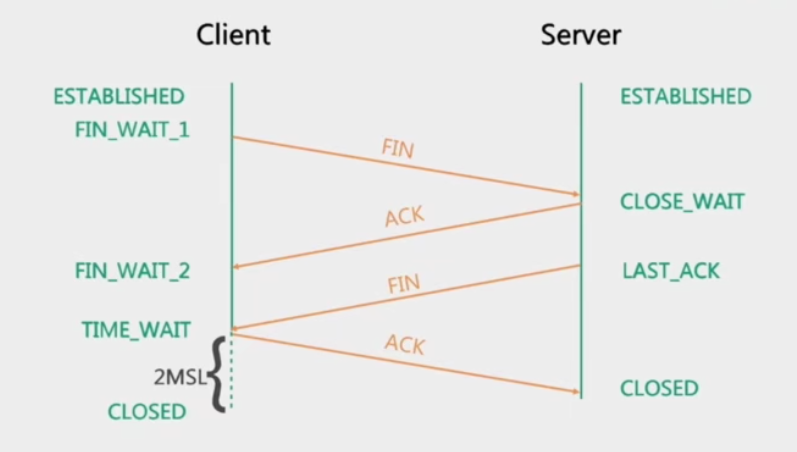 Client
Server
ESTABLISHED
ESTABLISHED
FIN_WAIT_1
FIN
CLOSE_WAIT
ACK
FIN_WAIT_2
LAST_ACK
FIN
TIME_WAIT
ACK
2MSL
CLOSED
CLOSED